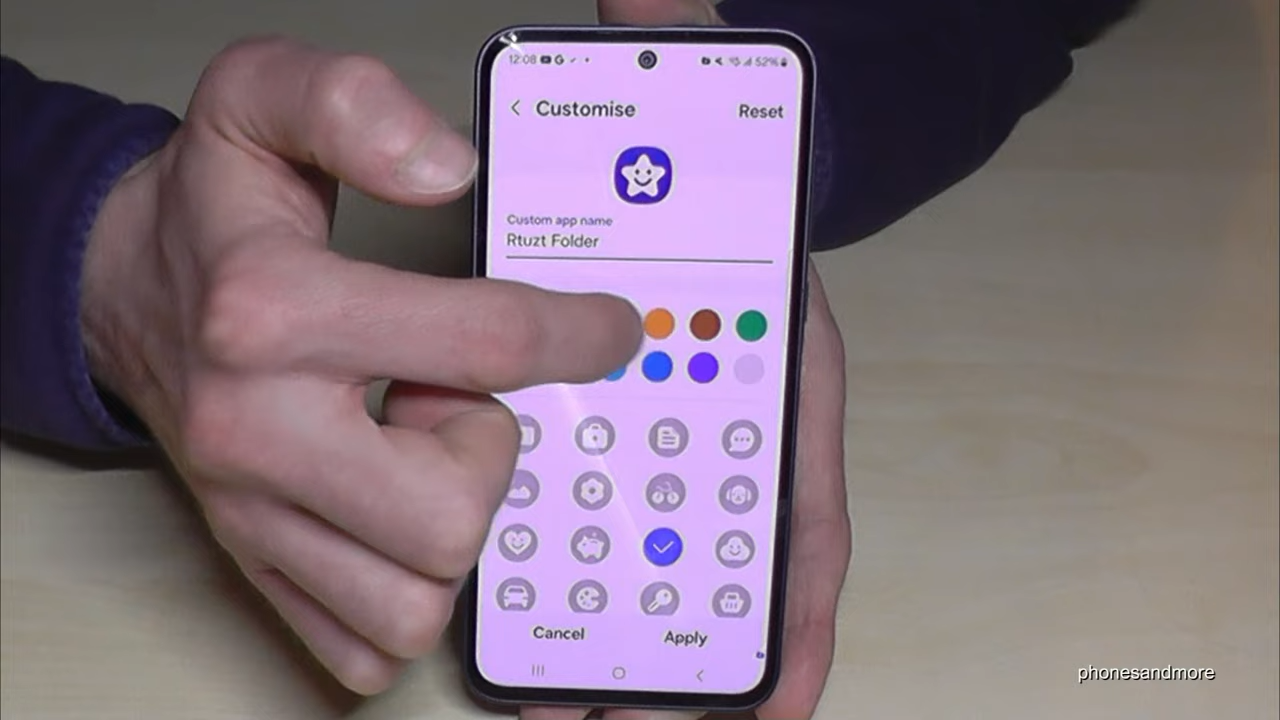 12:08
52%
Customise
Reset
Custom app name
Rtuzt Folder
Cancel
Apply
phonesandmore